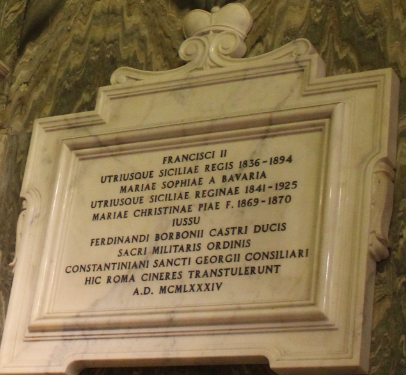 FRANCISCI II
UTRIUSQUE SICILIAE REGIS 1836-1894
MARIAE SOPHIAE A BAVARIA
UTRIUSQUE SICILIAE REGINAE 1841-1925
MARIAE CHRISTINAE PIAE F. 1869-1870
IUSSU
FERDINANDI BORBONII CASTRI DUCIS
SACRI MILITARIS ORDINIS
CONSTANTINIANI SANCTI GEORGII CONSILIARI
HIC ROMA CINERES TRANSTULERUNT
A.D. MCMLXXXIV